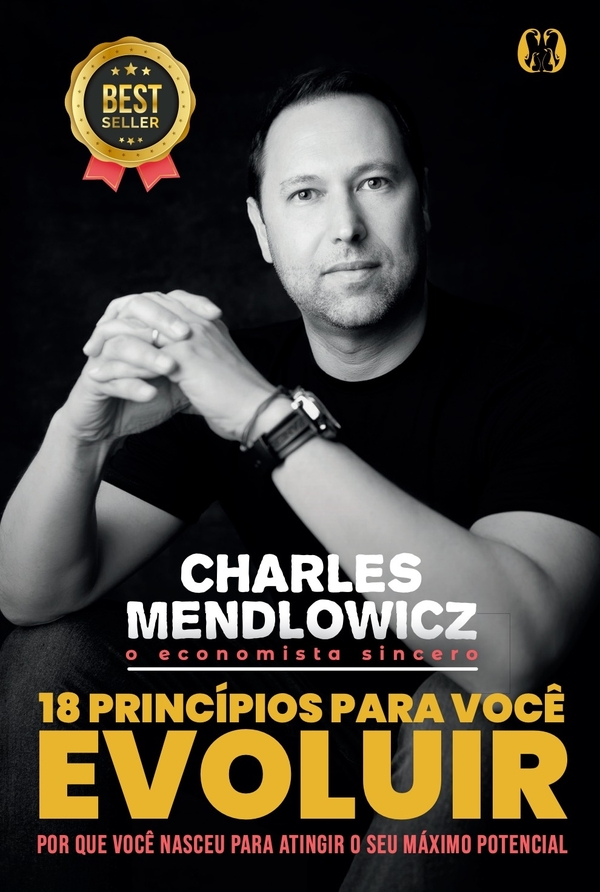 BEST
SELLER
CHARLES
MENDLOWICZ
o economista sincero
18 PRINCÍPIOS PARA VOCÊ
EVOLUIR
POR QUE VOCÊ NASCEU PARA ATINGIR O SEU MÁXIMO POTENCIAL